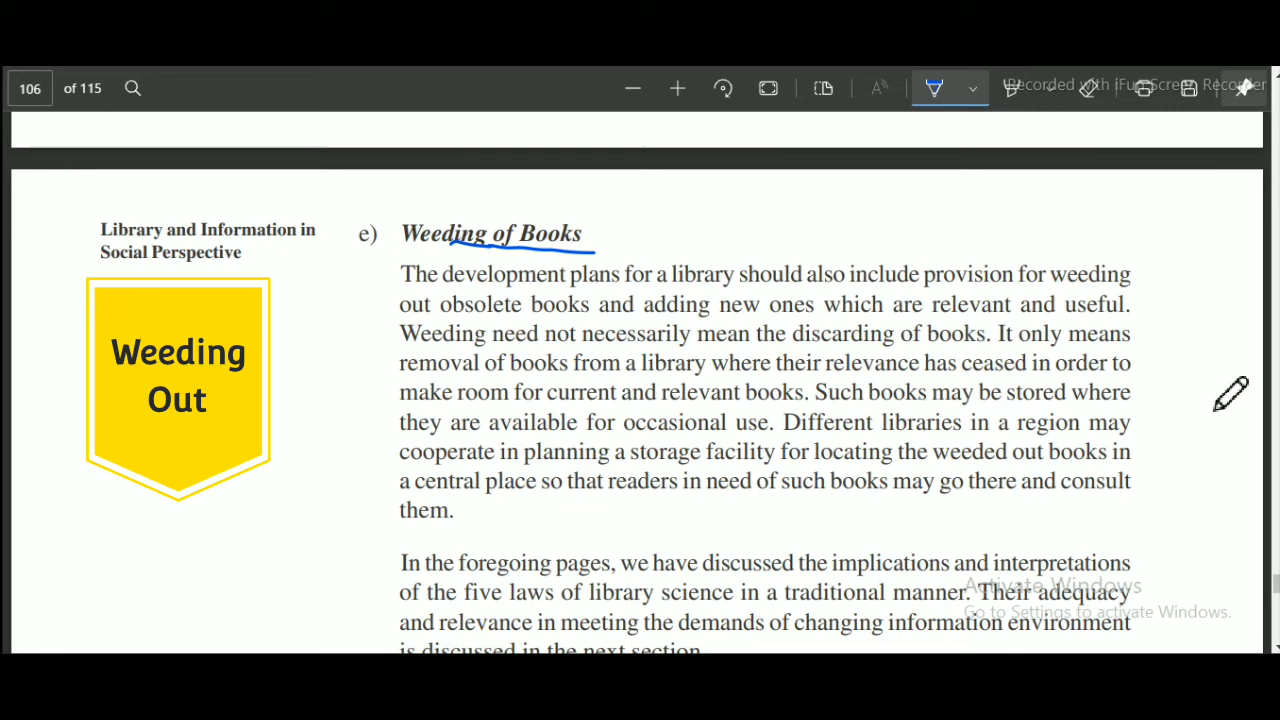 106 of 115
Recorded with iFun Screen Recorder
Library and Information in
Social Perspective
Weeding
Out
e) Weeding of Books
The development plans for a library should also include provision for weeding
out obsolete books and adding new ones which are relevant and useful.
Weeding need not necessarily mean the discarding of books. It only means
removal of books from a library where their relevance has ceased in order to
make room for current and relevant books. Such books may be stored where
they are available for occasional use. Different libraries in a region may
cooperate in planning a storage facility for locating the weeded out books in
a central place so that readers in need of such books may go there and consult
them.
In the foregoing pages, we have discussed the implications and interpretations
of the five laws of library science in a traditional manner. Their adequacy
and relevance in meeting the demands of changing information environment
is discussed in the next section.
Activate Windows
Go to Settings to activate Windows.